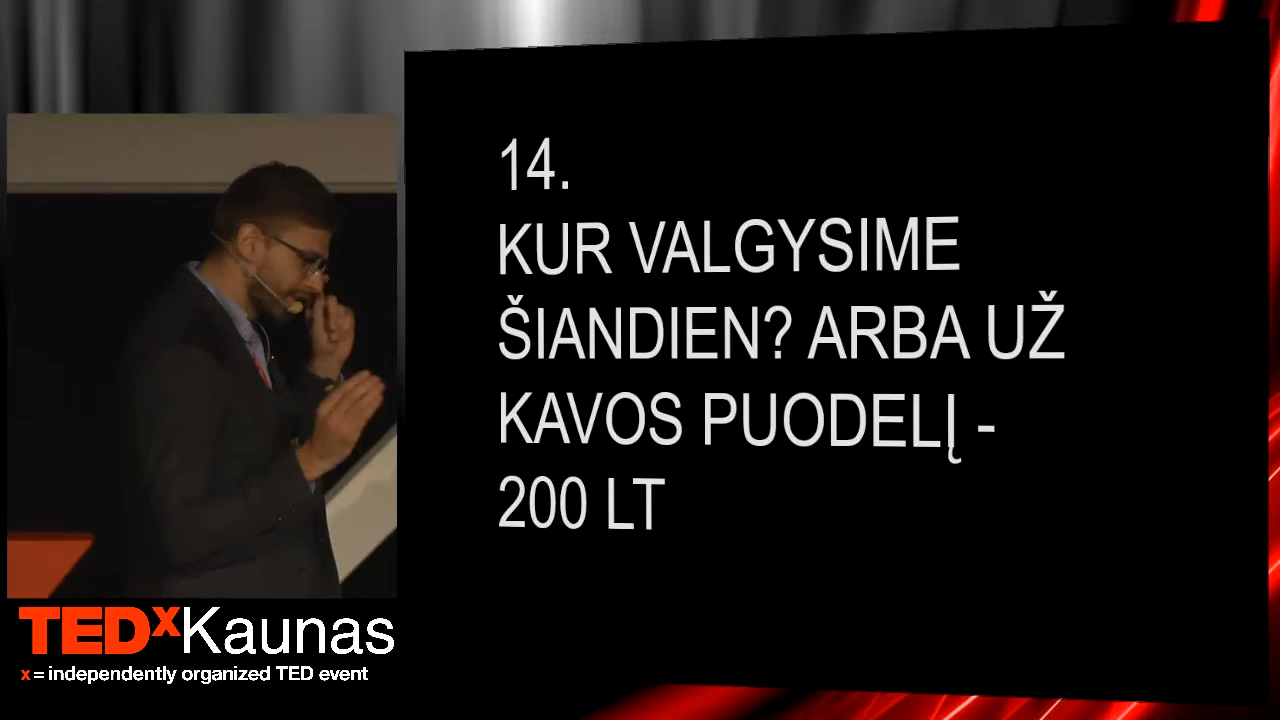 14.
KUR VALGYSIME
ŠIANDIEN? ARBA UŽ
KAVOS PUODELĮ -
200 LT
TEDxKaunas
x = independently organized TED event